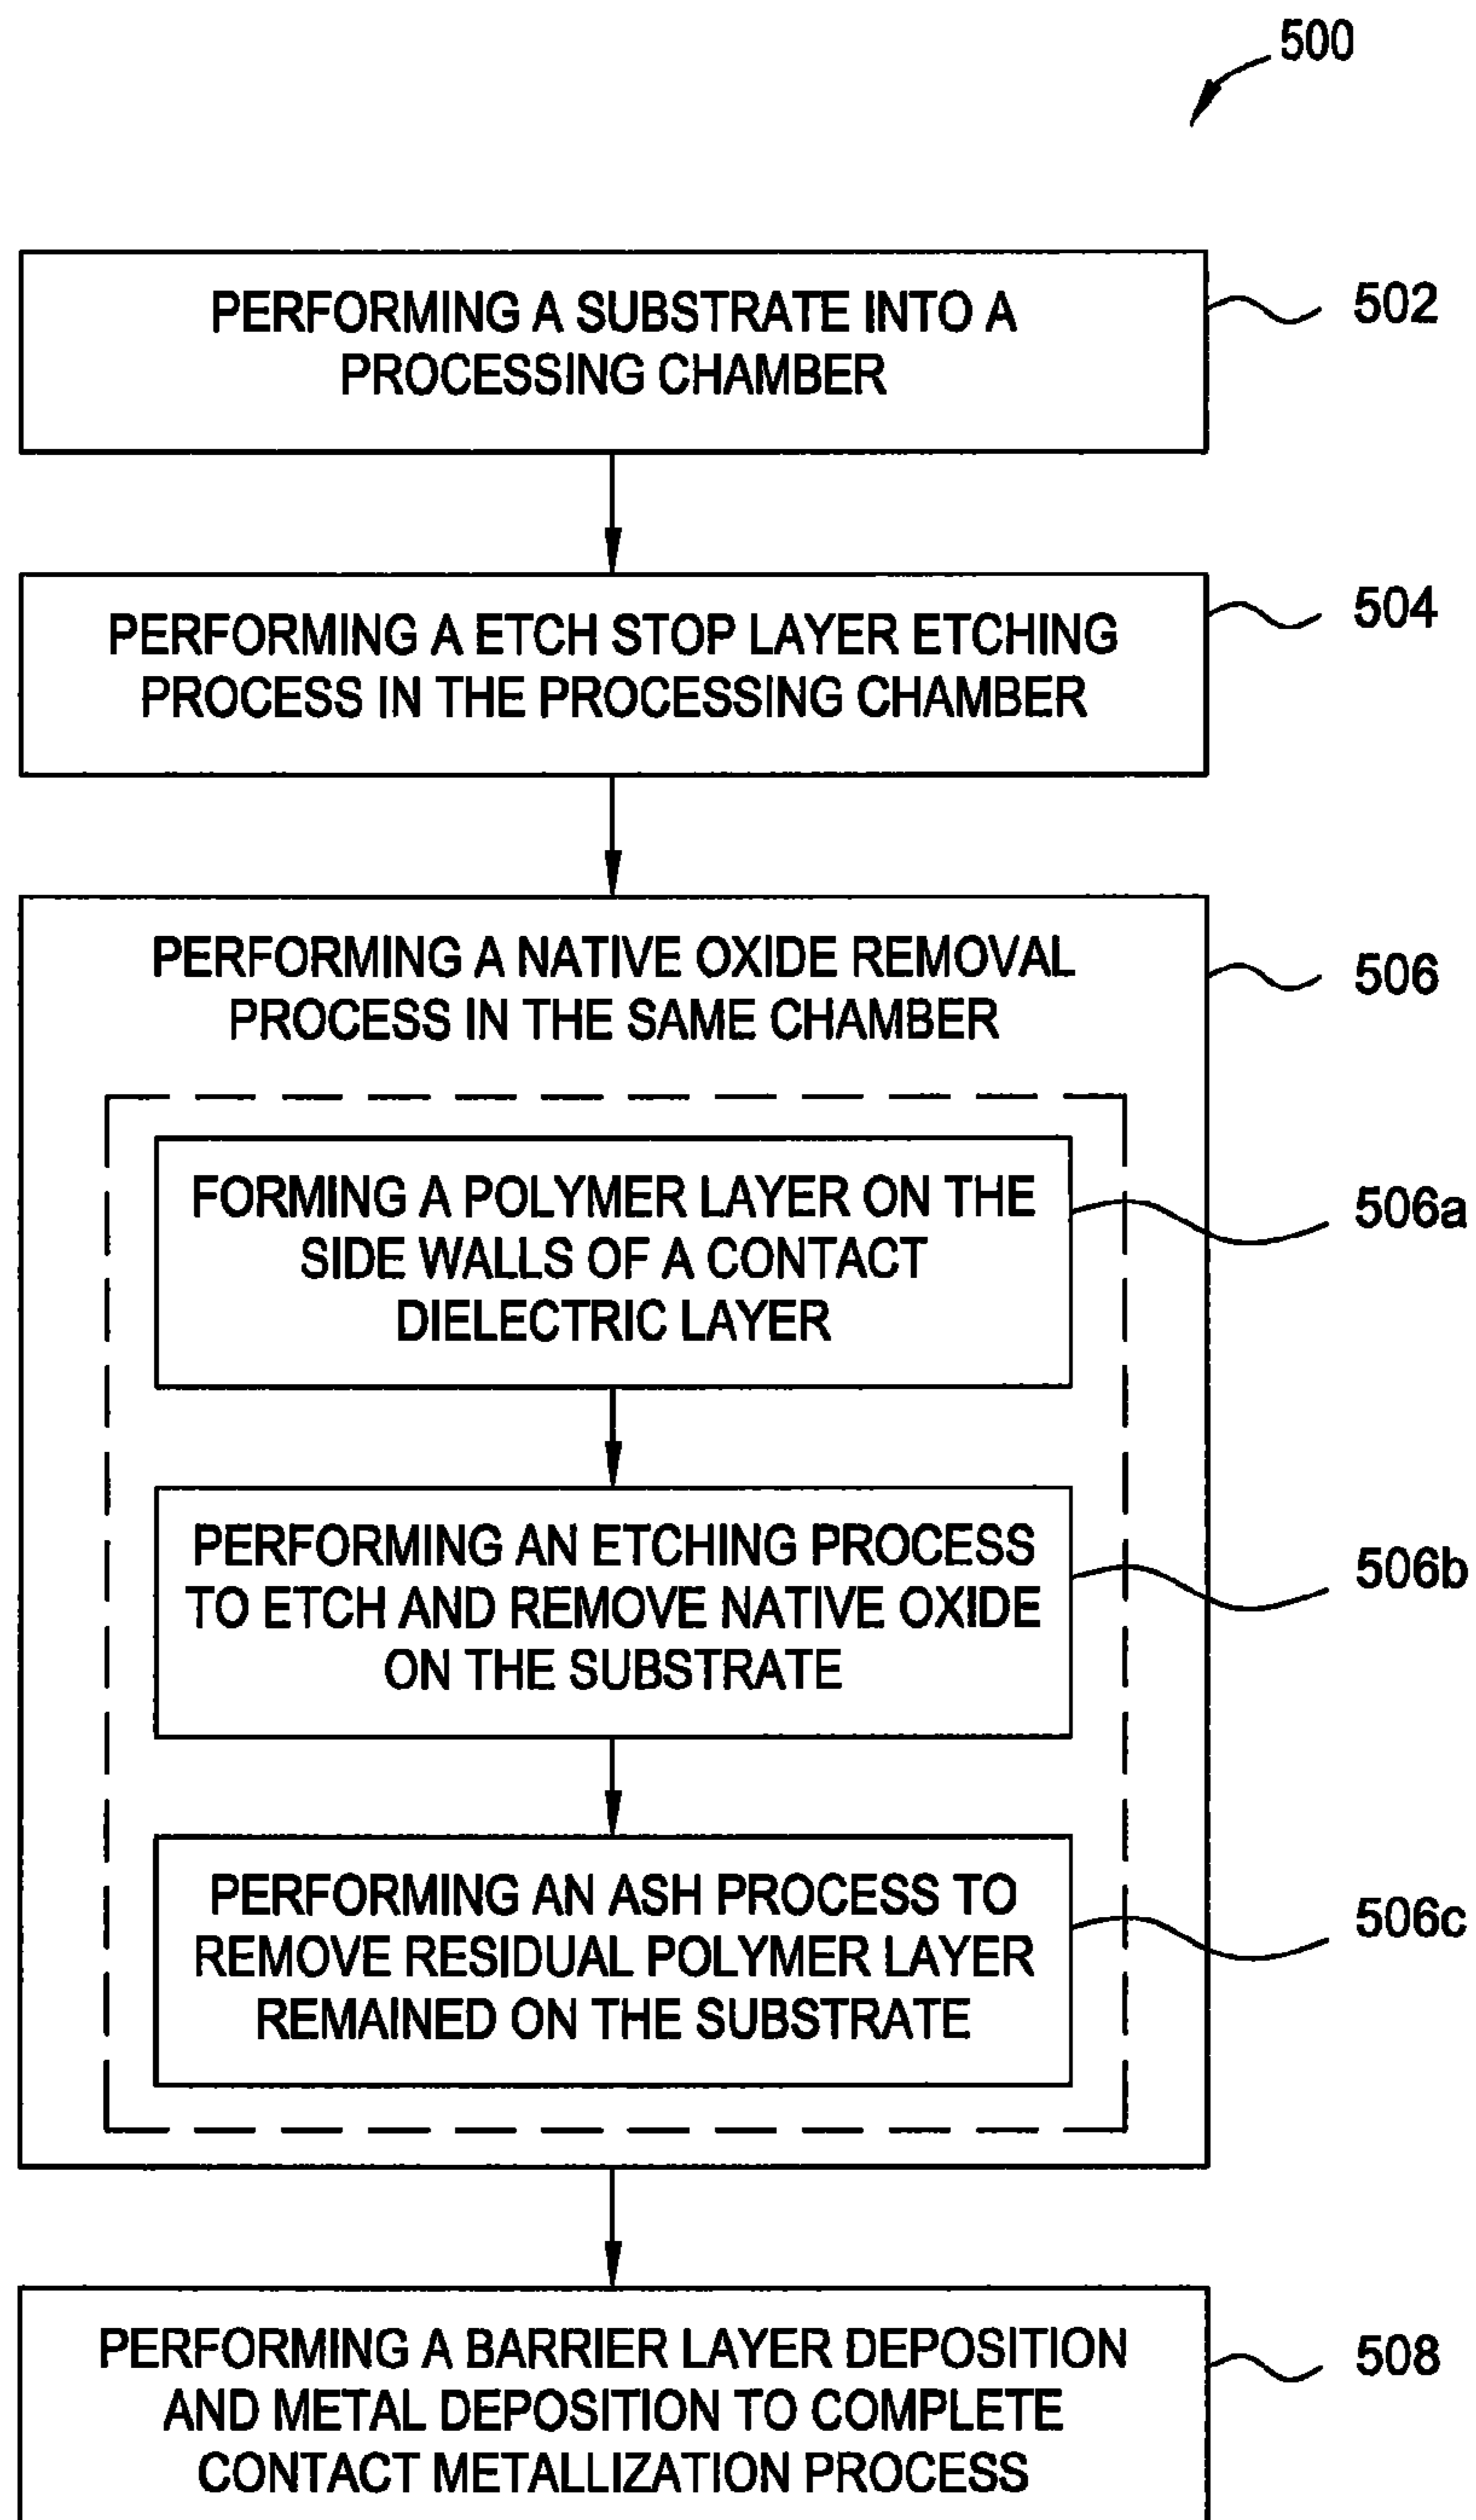 500
PERFORMING A SUBSTRATE INTO A
PROCESSING CHAMBER
502
PERFORMING A ETCH STOP LAYER ETCHING
PROCESS IN THE PROCESSING CHAMBER
504
PERFORMING A NATIVE OXIDE REMOVAL
PROCESS IN THE SAME CHAMBER
506
FORMING A POLYMER LAYER ON THE
SIDE WALLS OF A CONTACT
DIELECTRIC LAYER
506a
PERFORMING AN ETCHING PROCESS
TO ETCH AND REMOVE NATIVE OXIDE
ON THE SUBSTRATE
506b
PERFORMING AN ASH PROCESS TO
REMOVE RESIDUAL POLYMER LAYER
REMAINED ON THE SUBSTRATE
506c
PERFORMING A BARRIER LAYER DEPOSITION
AND METAL DEPOSITION TO COMPLETE
CONTACT METALLIZATION PROCESS
508